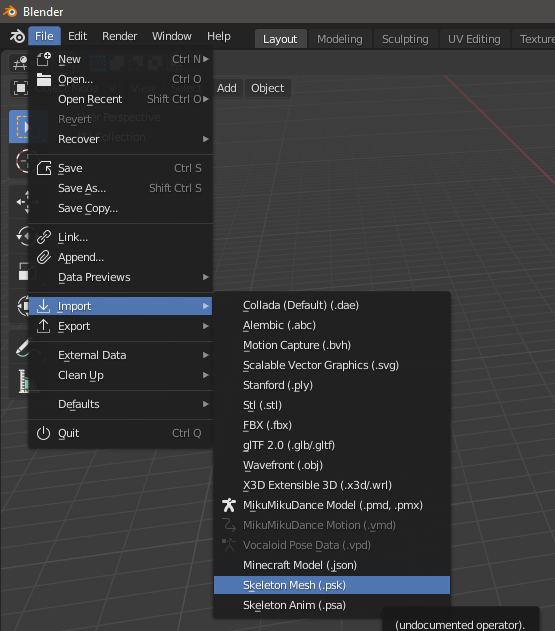 Blender
File Edit Render Window Help Layout Modeling Sculpting UV Editing Texture
New Ctrl N
Open... Ctrl O
Add Object
Open Recent Shift Ctrl O
Revert
Perspective
Recover
Collection
Save Ctrl S
Save As... Shift Ctrl S
Save Copy...
Link...
Append...
Data Previews
Import
Export
External Data
Clean Up
Defaults
Quit Ctrl Q
Collada (Default) (.dae)
Alembic (.abc)
Motion Capture (.bvh)
Scalable Vector Graphics (.svg)
Stanford (.ply)
Stl (.stl)
FBX (.fbx)
glTF 2.0 (.glb/.gltf)
Wavefront (.obj)
X3D Extensible 3D (.x3d/.wrl)
MikuMikuDance Model (.pmd, .pmx)
MikuMikuDance Motion (.vmd)
Vocaloid Pose Data (.vpd)
Minecraft Model (.json)
Skeleton Mesh (.psk)
Skeleton Anim (.psa)
(undocumented operator).